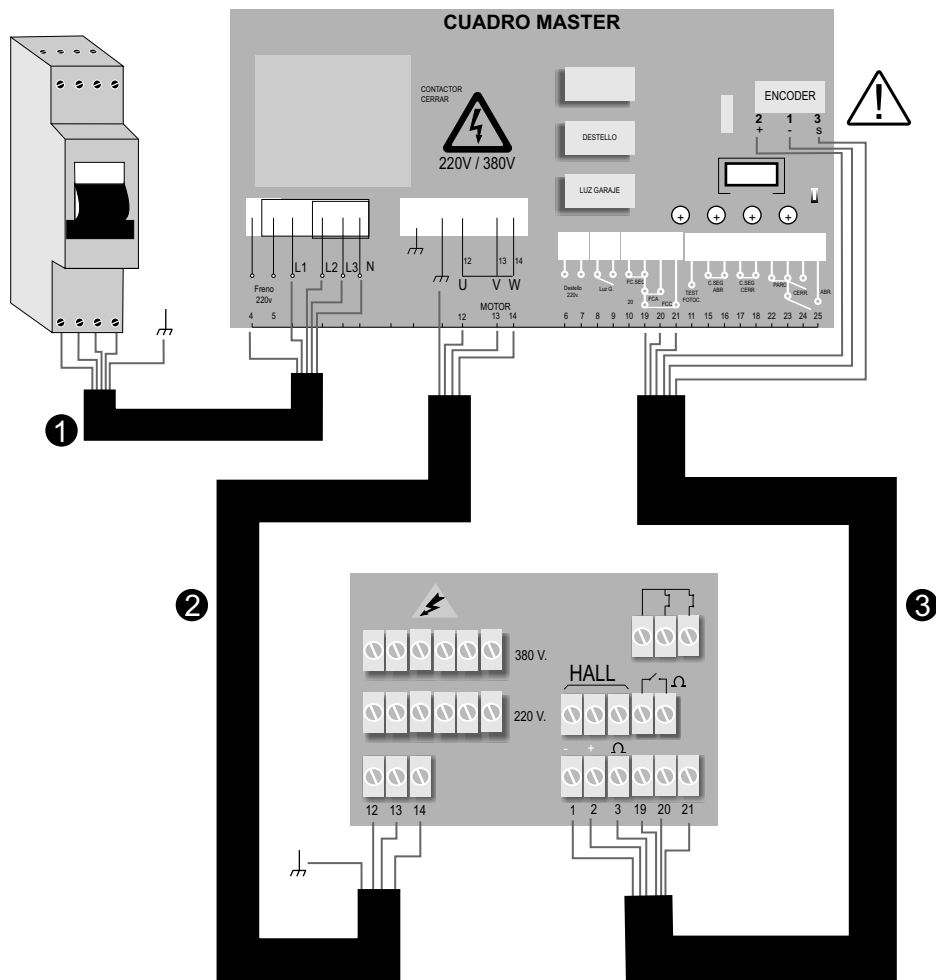 CUADRO MASTER
CONTACTOR
CERRAR
220V / 380V
DESTELLO
LUZ GARAJE
ENCODER
2 1 3
+ - s
+ + + +
L1 L2 L3 N
Freno
220v
4 5
12 13 14
U V W
MOTOR
12 13 14
Destello
220v
Luz G.
FC.SEG
20
FCA
FCC
TEST
FOTOC.
C.SEG
ABR
C.SEG
CERR
PARO
CERR.
ABR.
6 7 8 9 10 19 20 21 11 15 16 17 18 22 23 24 25
1
2
3
380 V.
220 V.
HALL
Ω
- + Ω
12 13 14
1 2 3 19 20 21